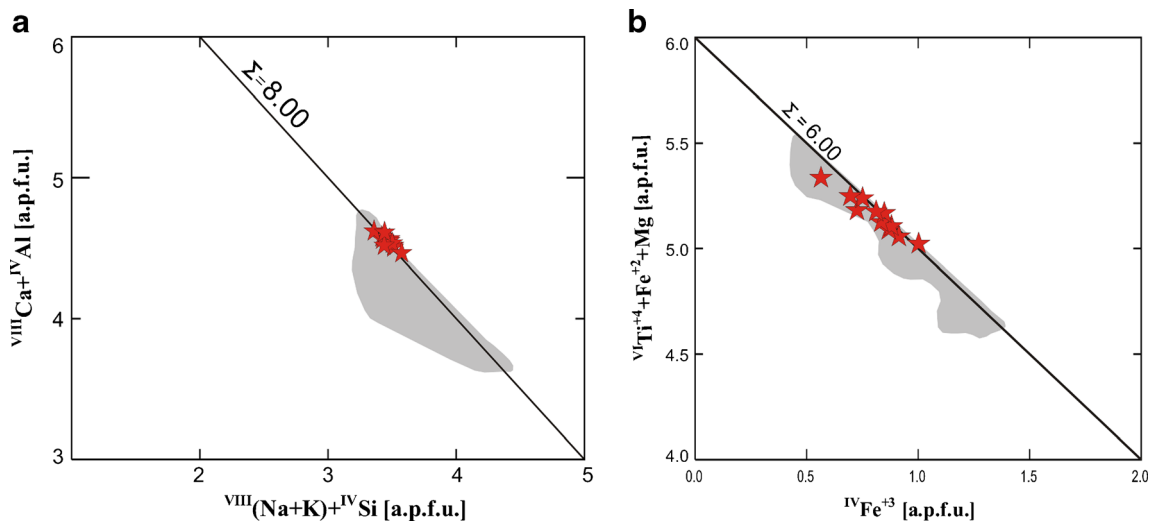 a
6
5
4
3
2
3
4
5
Σ=8.00
VIIICa+IVAl [a.p.f.u.]
VIII(Na+K)+IVSi [a.p.f.u.]
b
6.0
5.5
5.0
4.5
4.0
0.0
0.5
1.0
1.5
2.0
Σ = 6.00
VITi+4+Fe+2+Mg [a.p.f.u.]
IVFe+3 [a.p.f.u.]